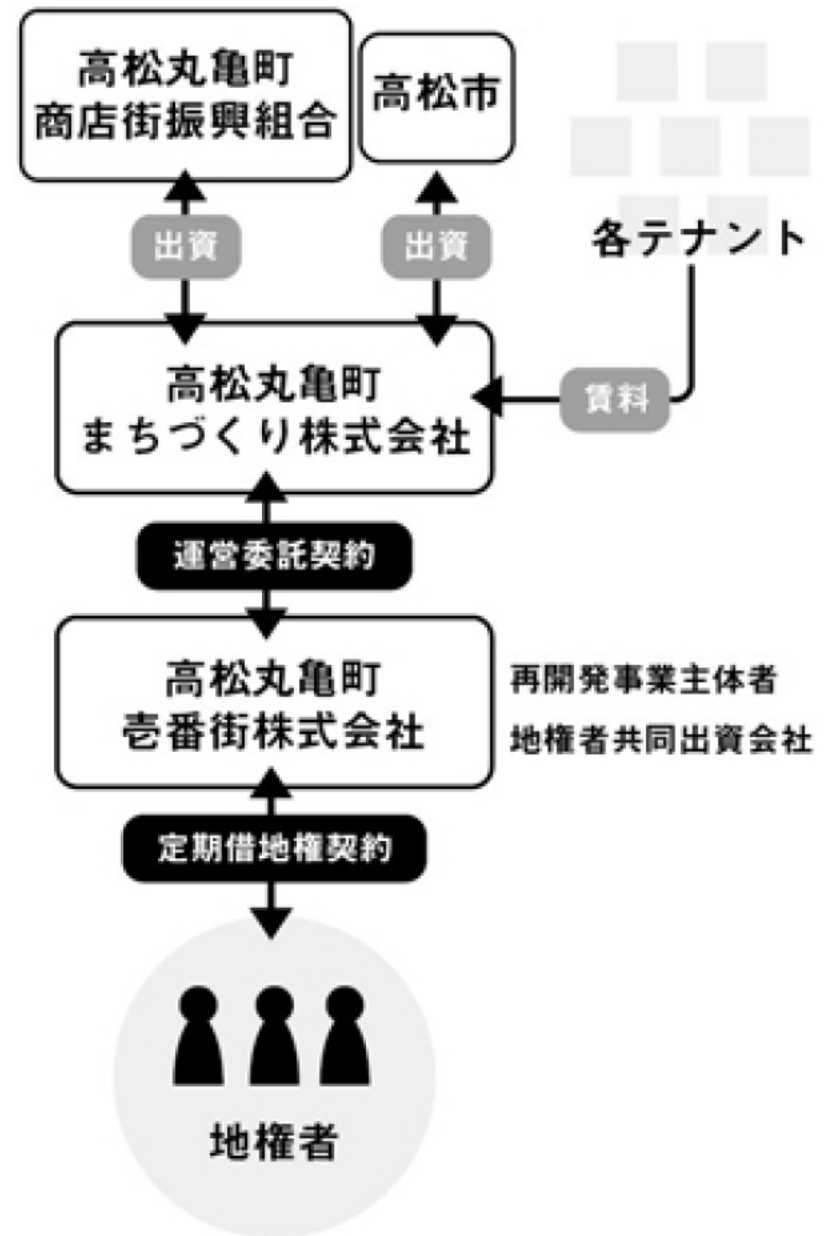 高松丸亀町
商店街振興組合
高松市
出資
出資
各テナント
高松丸亀町
まちづくり株式会社
賃料
運営委託契約
高松丸亀町
壱番街株式会社
再開発事業主体者
地権者共同出資会社
定期借地権契約
地権者